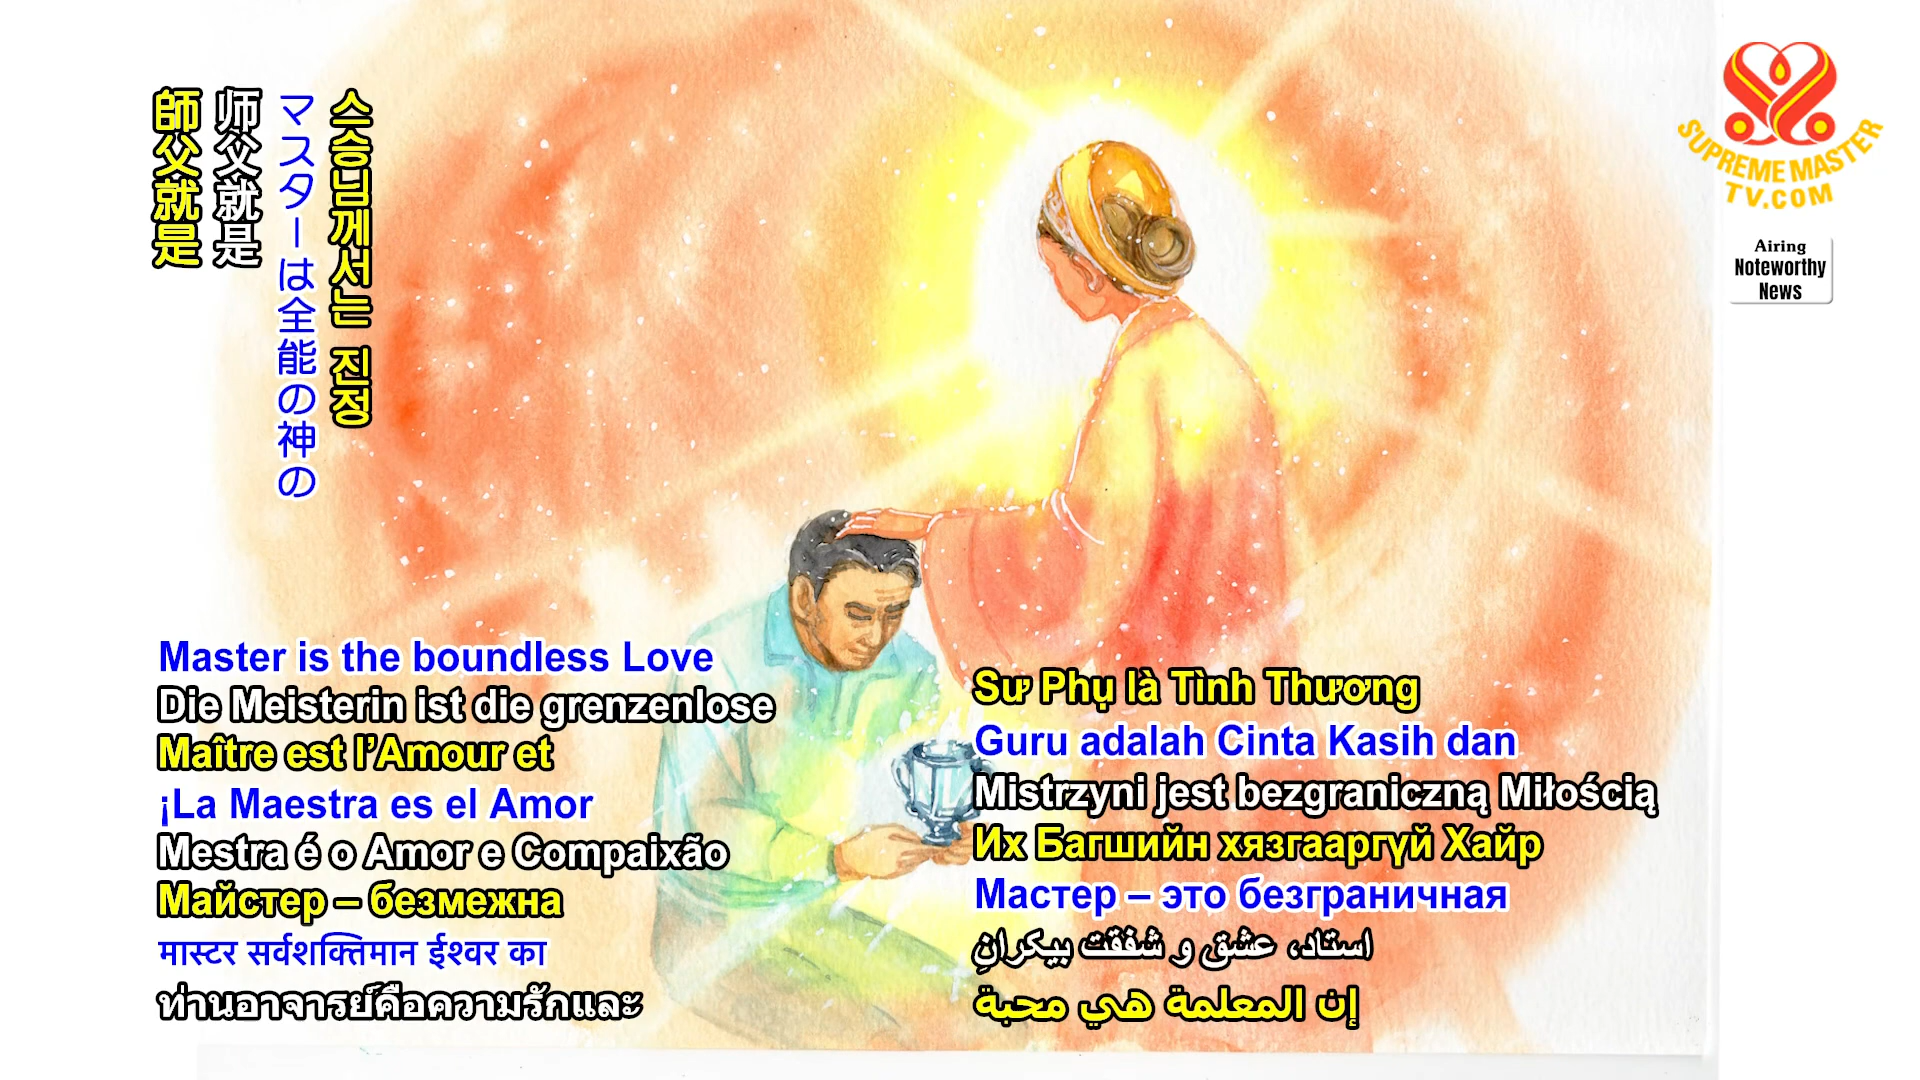 師父就是
师父就是
マスターは全能の神の
스승님께서는 진정
SUPREME MASTER
TV.COM
Airing
Noteworthy
News
Master is the boundless Love
Die Meisterin ist die grenzenlose
Maître est l’Amour et
¡La Maestra es el Amor
Mestra é o Amor e Compaixão
Майстер – безмежна
मास्टर सर्वशक्तिमान ईश्वर का
ท่านอาจารย์คือความรักและ
Sư Phụ là Tình Thương
Guru adalah Cinta Kasih dan
Mistrzyni jest bezgraniczną Miłością
Их Багшийн хязгааргүй Хайр
Мастер – это безграничная
استاد، عشق و شفقت بیکرانِ
إن المعلمة هي محبة